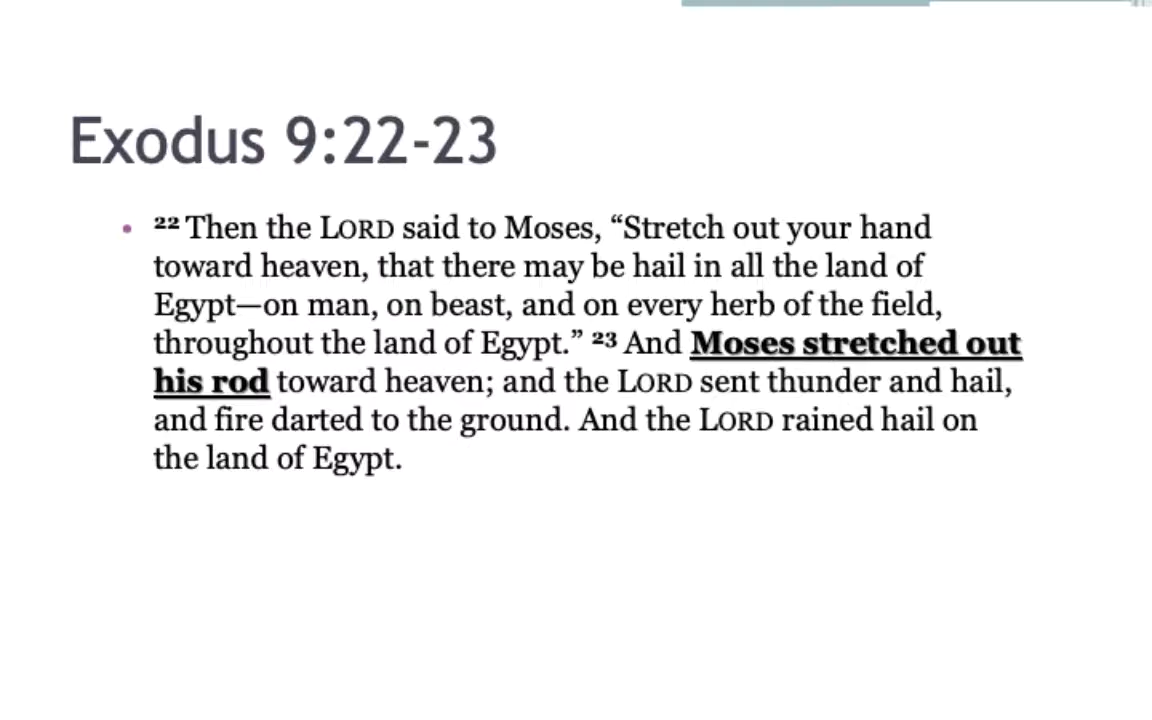 Exodus 9:22-23
• 22 Then the LORD said to Moses, “Stretch out your hand
toward heaven, that there may be hail in all the land of
Egypt—on man, on beast, and on every herb of the field,
throughout the land of Egypt.” 23 And Moses stretched out
his rod toward heaven; and the LORD sent thunder and hail,
and fire darted to the ground. And the LORD rained hail on
the land of Egypt.